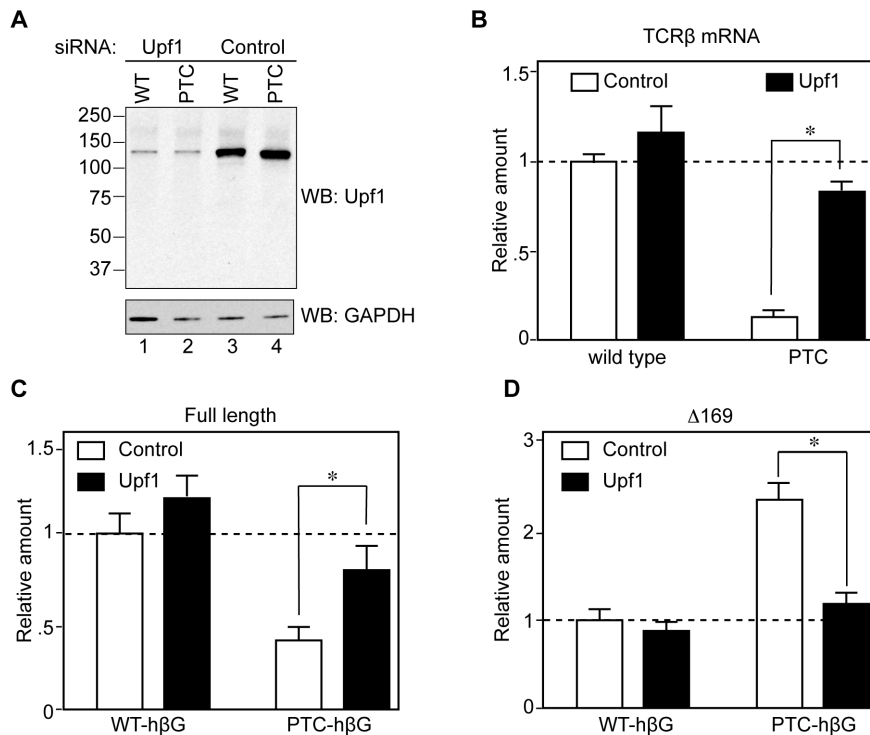 A
siRNA: Upf1 Control
WT PTC WT PTC
250
150
100
75
50
37
WB: Upf1
WB: GAPDH
1 2 3 4
B
TCRβ mRNA
Control Upf1
Relative amount
1.5
1
.5
0
*
wild type PTC
C
Full length
Control
Upf1
Relative amount
1.5
1
.5
0
*
WT-hβG PTC-hβG
D
Δ169
Control
Upf1
Relative amount
3
2
1
0
*
WT-hβG PTC-hβG